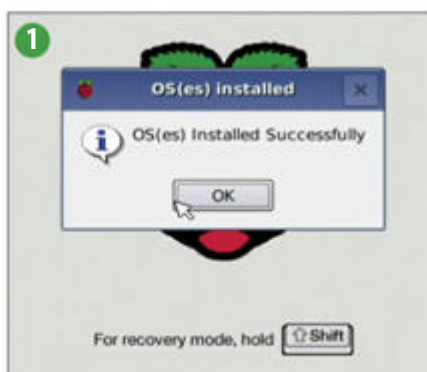 1
OS(es) installed
OS(es) Installed Successfully
OK
For recovery mode, hold Shift